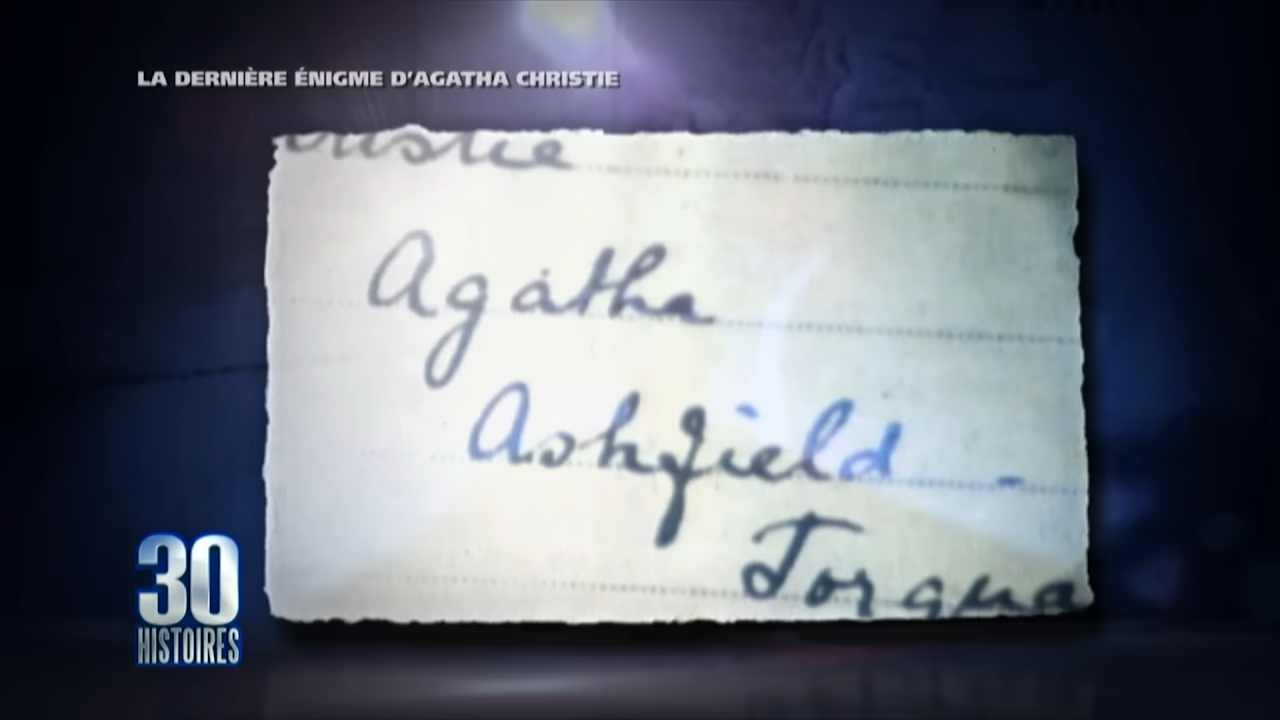 LA DERNIÈRE ÉNIGME D'AGATHA CHRISTIE
Agatha
Ashfield -
Torqua
30
HISTOIRES